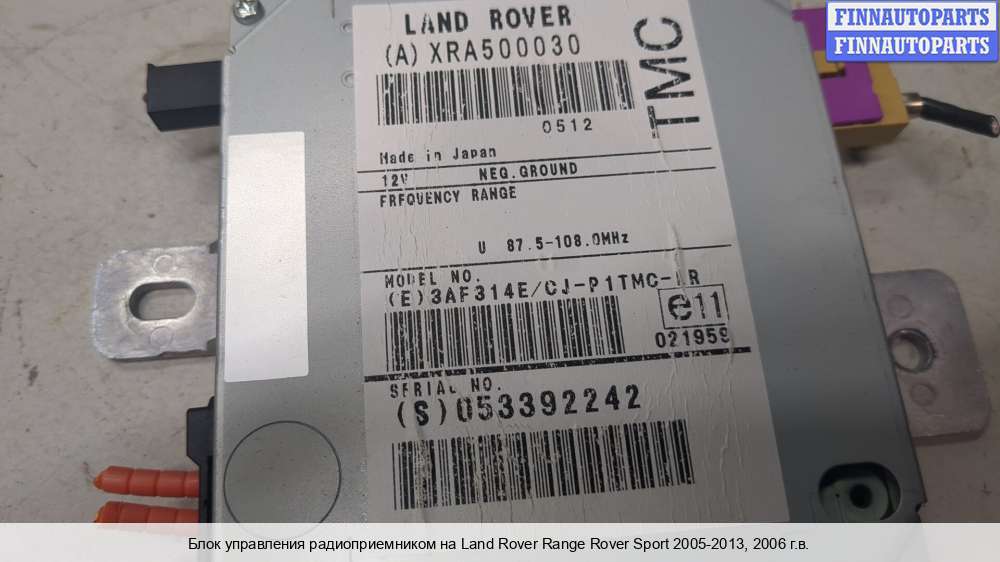 LAND ROVER
(A) XRA500030
TMC
0512
Made in Japan
12V NEG.GROUND
FREQUENCY RANGE
U 87.5-108.0MHz
MODEL NO.
(E)3AF314E/CJ-P1TMC-LR
e11
021959
SERIAL NO.
(S)053392242
FINNAUTOPARTS
FINNAUTOPARTS
Блок управления радиоприемником на Land Rover Range Rover Sport 2005-2013, 2006 г.в.